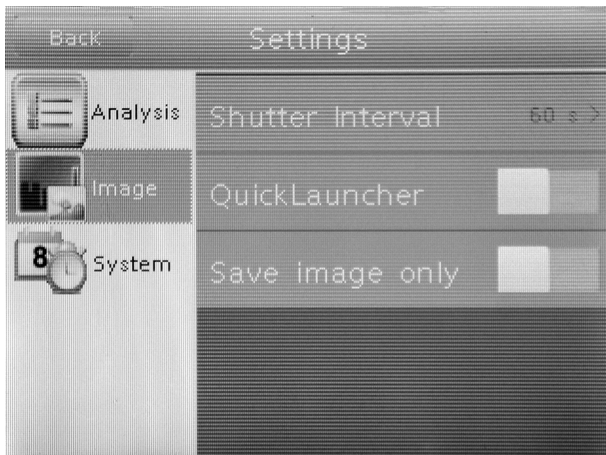 Back
Settings
Analysis
Shutter Interval
60 s >
Image
QuickLauncher
System
8
Save image only